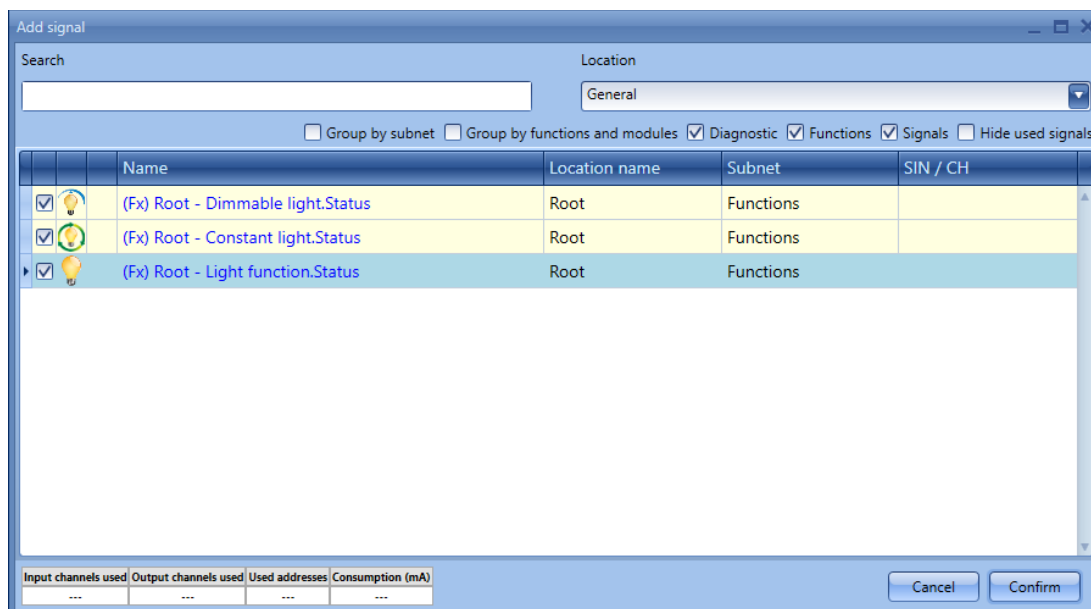 Add signal
Search Location
General
Group by subnet Group by functions and modules Diagnostic Functions Signals Hide used signals
Name Location name Subnet SIN / CH
(Fx) Root - Dimmable light.Status Root Functions
(Fx) Root - Constant light.Status Root Functions
(Fx) Root - Light function.Status Root Functions
Input channels used Output channels used Used addresses Consumption (mA)
--- --- --- ---
Cancel Confirm